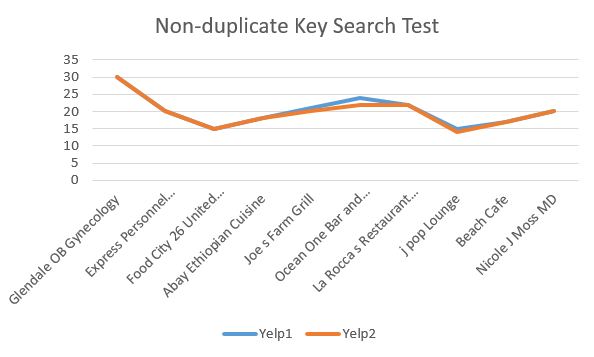 Non-duplicate Key Search Test
35
30
25
20
15
10
5
0
Glendale OB Gynecology
Express Personnel...
Food City 26 United...
Abay Ethiopian Cuisine
Joe s Farm Grill
Ocean One Bar and...
La Rocca s Restaurant...
j pop Lounge
Beach Cafe
Nicole J Moss MD
Yelp1 Yelp2